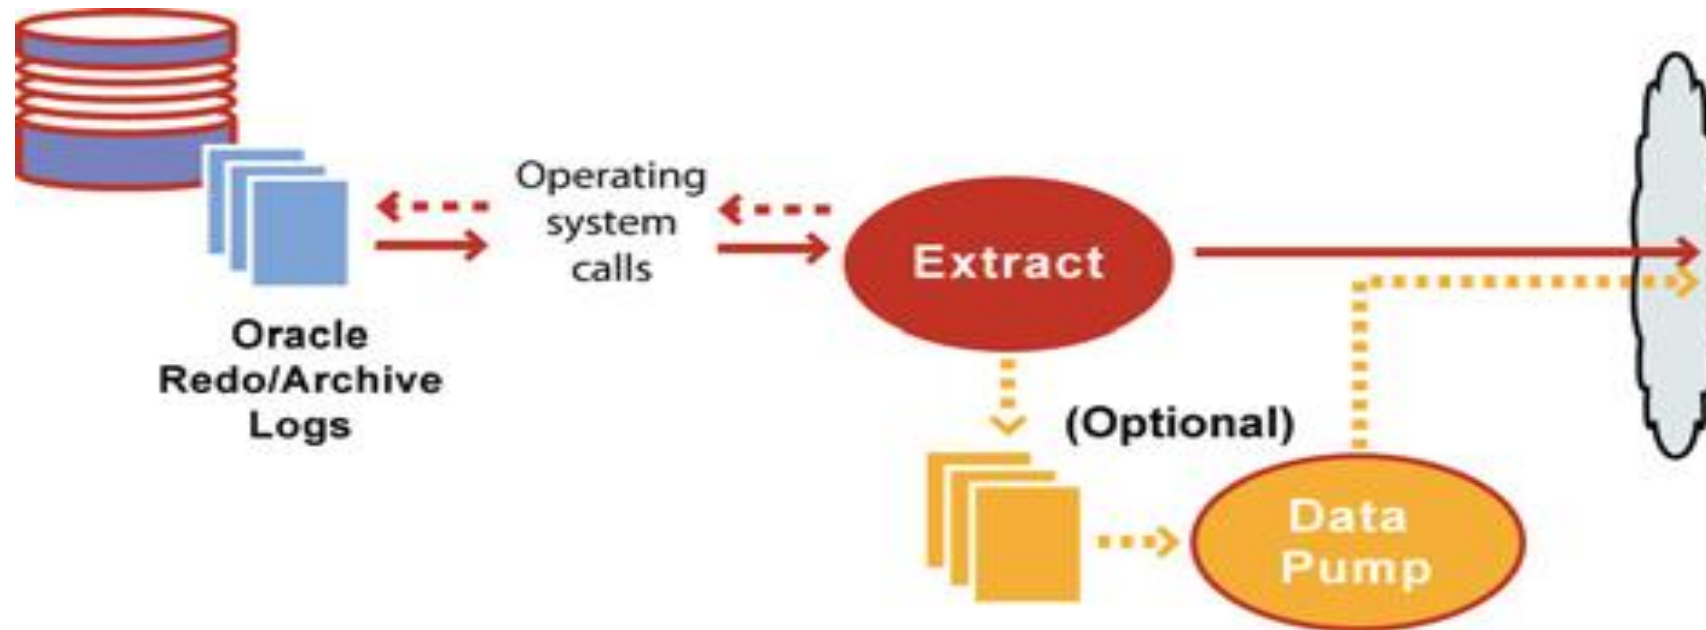 Operating
system
calls
Extract
Oracle
Redo/Archive
Logs
(Optional)
Data
Pump